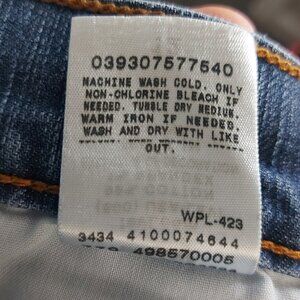 039307577540
MACHINE WASH COLD. ONLY
NON-CHLORINE BLEACH IF
NEEDED. TUMBLE DRY MEDIUM.
WARM IRON IF NEEDED.
WASH AND DRY WITH LIKE
OUT.
WPL-423
3434 4100074644
498570005